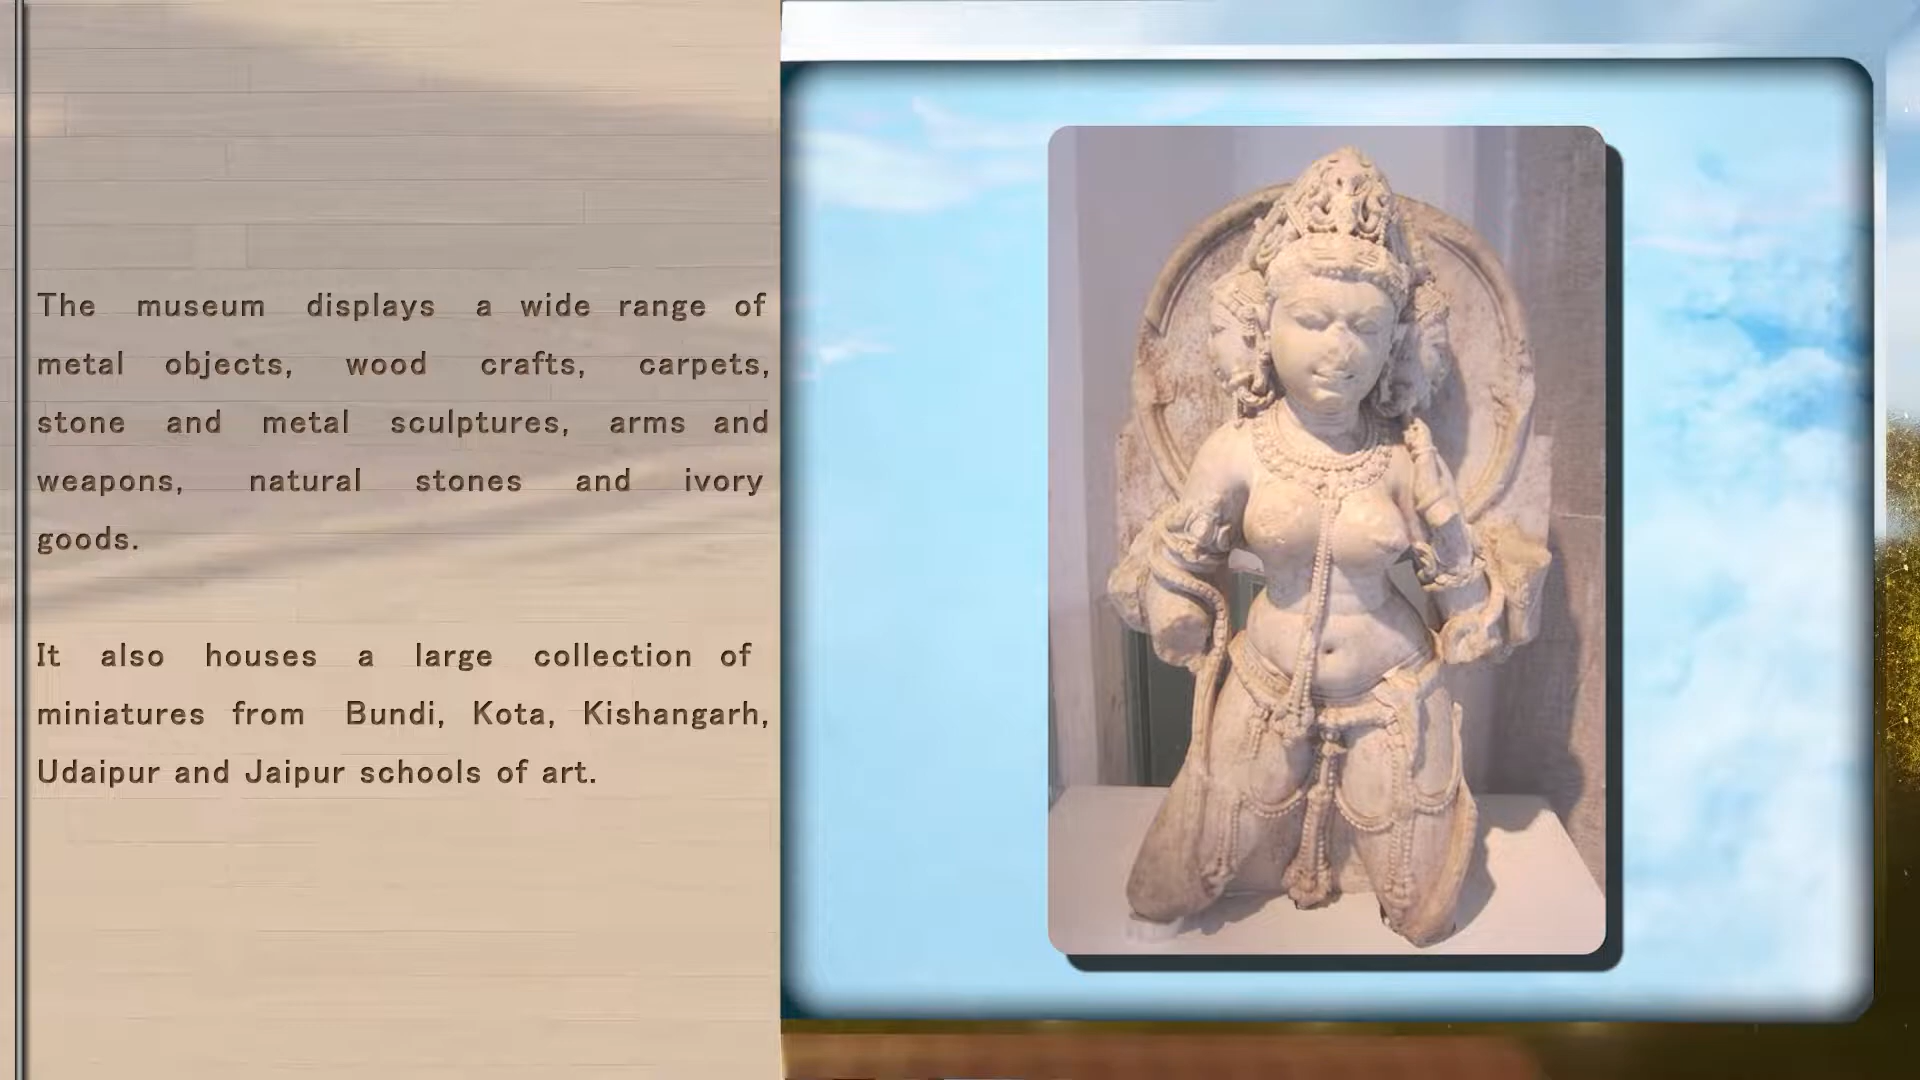 The museum displays a wide range of
metal objects, wood crafts, carpets,
stone and metal sculptures, arms and
weapons, natural stones and ivory
goods.
It also houses a large collection of
miniatures from Bundi, Kota, Kishangarh,
Udaipur and Jaipur schools of art.